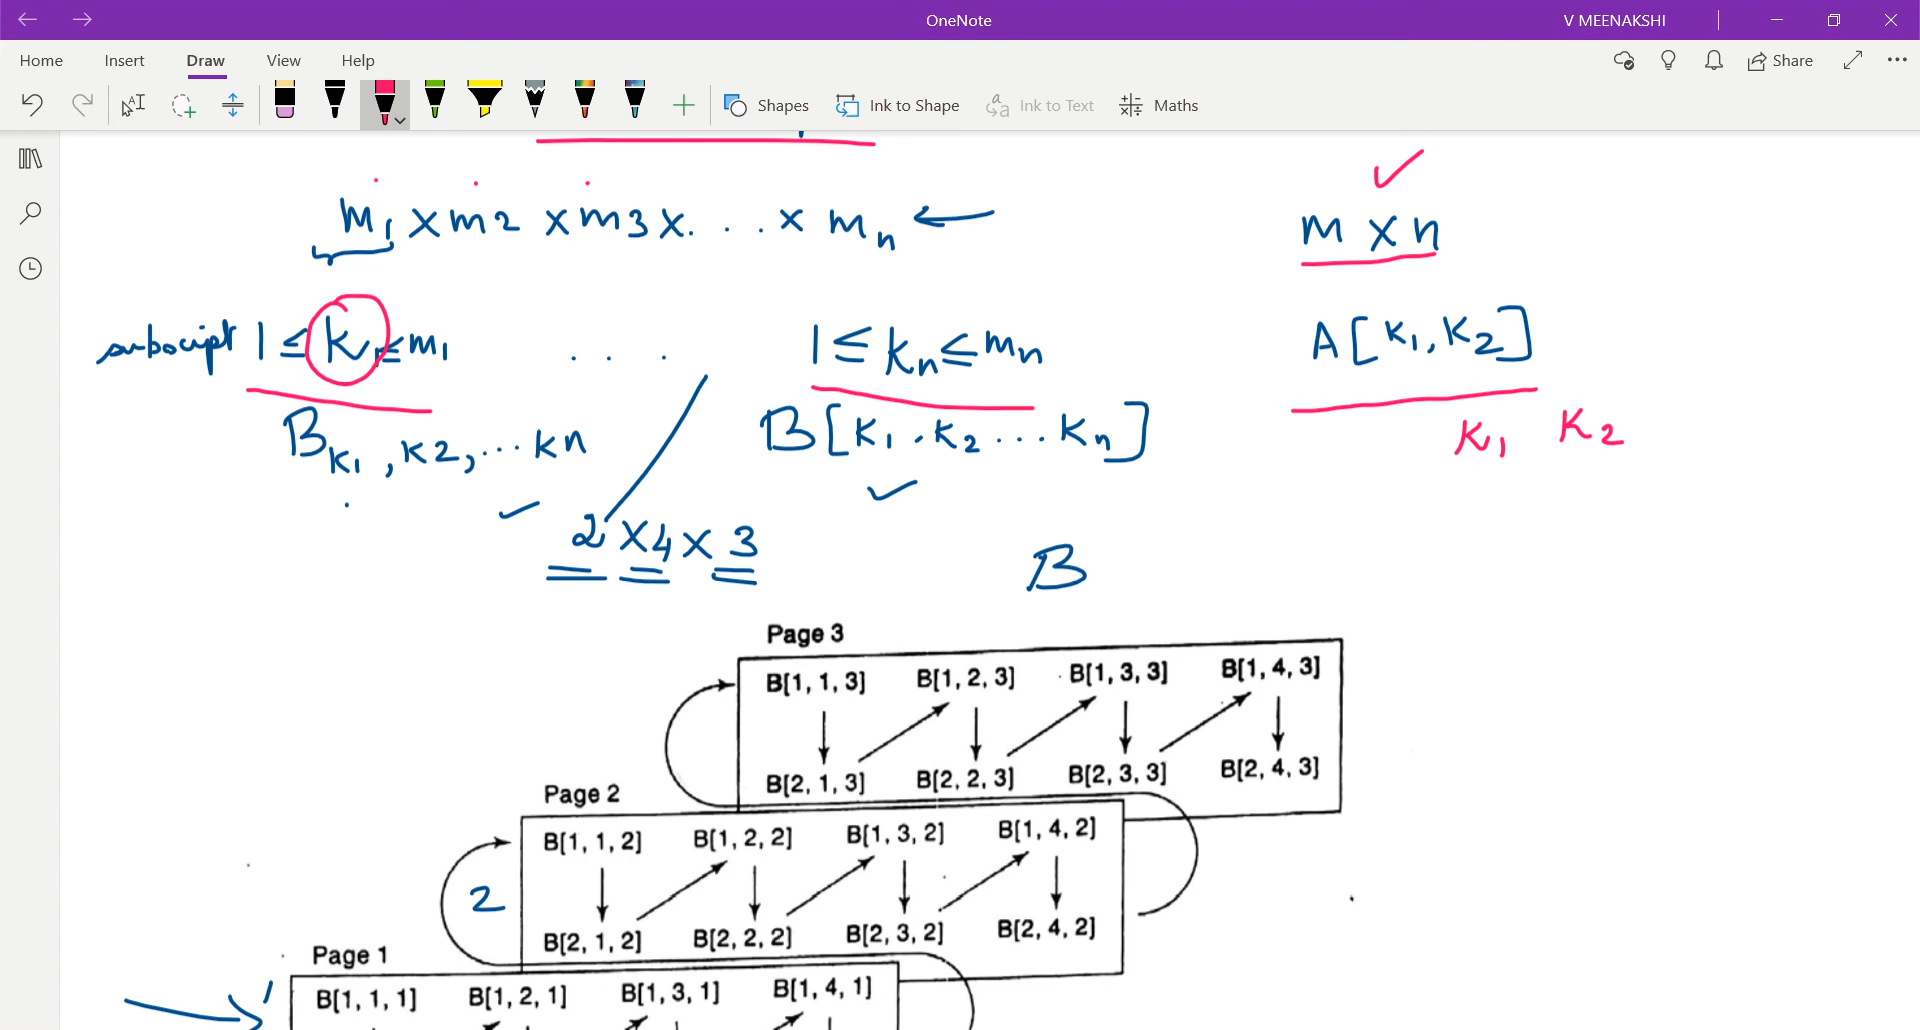 OneNote
V MEENAKSHI
Home Insert Draw View Help
Share
Shapes Ink to Shape Ink to Text Maths
m1 x m2 x m3 x. ... x mn ←
m x n
subscript 1 ≤ k1 ≤ m1 . . . 1 ≤ kn ≤ mn
A[K1, K2]
K1 K2
BK1, K2, ... kn
B[K1, K2 ... Kn]
2 x 4 x 3
B
Page 3
B[1, 1, 3] B[1, 2, 3] B[1, 3, 3] B[1, 4, 3]
B[2, 1, 3] B[2, 2, 3] B[2, 3, 3] B[2, 4, 3]
Page 2
B[1, 1, 2] B[1, 2, 2] B[1, 3, 2] B[1, 4, 2]
2
B[2, 1, 2] B[2, 2, 2] B[2, 3, 2] B[2, 4, 2]
Page 1
B[1, 1, 1] B[1, 2, 1] B[1, 3, 1] B[1, 4, 1]